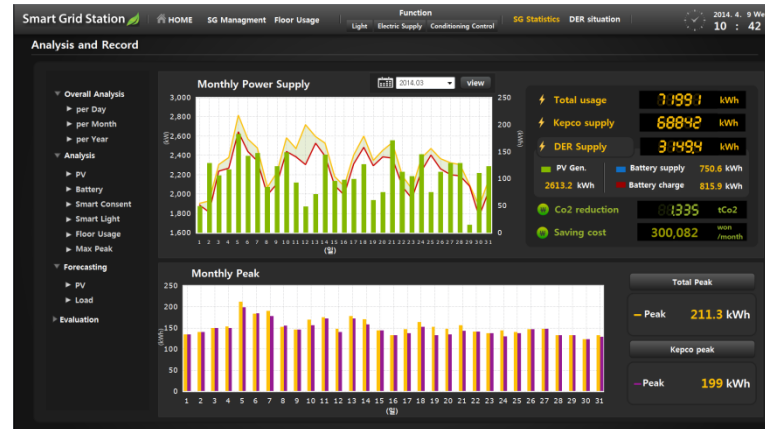 Smart Grid Station HOME SG Managment Floor Usage Function SG Statistics DER situation 2014. 4. 9 We
Light Electric Supply Conditioning Control 10 : 42
Analysis and Record
Overall Analysis
per Day
per Month
per Year
Analysis
PV
Battery
Smart Consent
Smart Light
Floor Usage
Max Peak
Forecasting
PV
Load
Evaluation
Monthly Power Supply 2014.03 view
3,000 250
2,800
2,600 200
(kW) (kWh)
2,400 150
2,200 100
2,000
1,800 50
1,600 0
1 2 3 4 5 6 7 8 9 10 11 12 13 14 15 16 17 18 19 20 21 22 23 24 25 26 27 28 29 30 31
(일)
Total usage 71991 kWh
Kepco supply 68842 kWh
DER Supply 3149.4 kWh
PV Gen. Battery supply 750.6 kWh
2613.2 kWh Battery charge 815.9 kWh
Co2 reduction 1.335 tCo2
Saving cost 300,082 won /month
Monthly Peak
250
200
150
(kWh)
100
50
0
1 2 3 4 5 6 7 8 9 10 11 12 13 14 15 16 17 18 19 20 21 22 23 24 25 26 27 28 29 30 31
(일)
Total Peak
Peak 211.3 kWh
Kepco peak
Peak 199 kWh